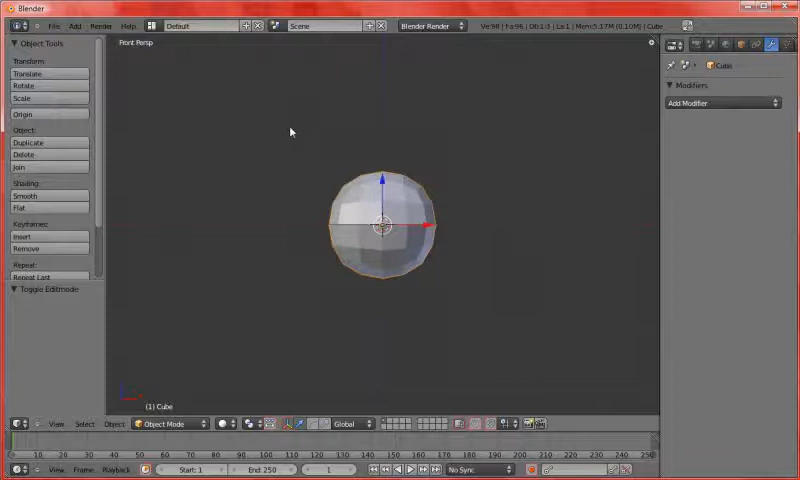 Blender
File Add Render Help Default Scene Blender Render Ve:98 | Fa:96 | Ob:1-3 | La:1 | Mem:5.17M (0.10M) | Cube
Object Tools
Front Persp
Transform:
Translate
Rotate
Scale
Origin
Object:
Duplicate
Delete
Join
Shading:
Smooth
Flat
Keyframes:
Insert
Remove
Repeat:
Repeat Last
Toggle Editmode
Cube
Modifiers
Add Modifier
(1) Cube
View Select Object Object Mode Global
10 20 30 40 50 60 70 80 90 100 110 120 130 140 150 160 170 180 190 200 210 220 230 240 250
View Frame Playback Start: 1 End: 250 1 No Sync